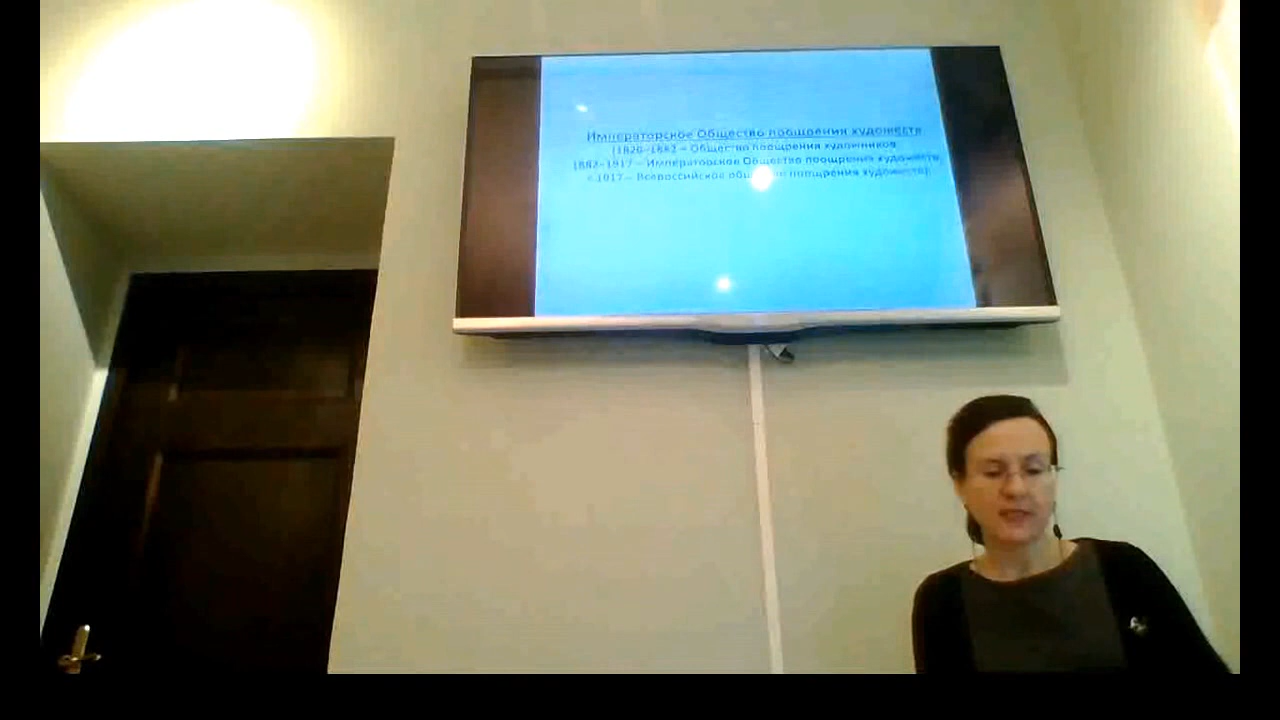 Императорское Общество поощрения художеств
(1820–1882 – Общество поощрения художников
1882–1917 – Императорское Общество поощрения художеств,
с 1917 – Всероссийское общество поощрения художеств)